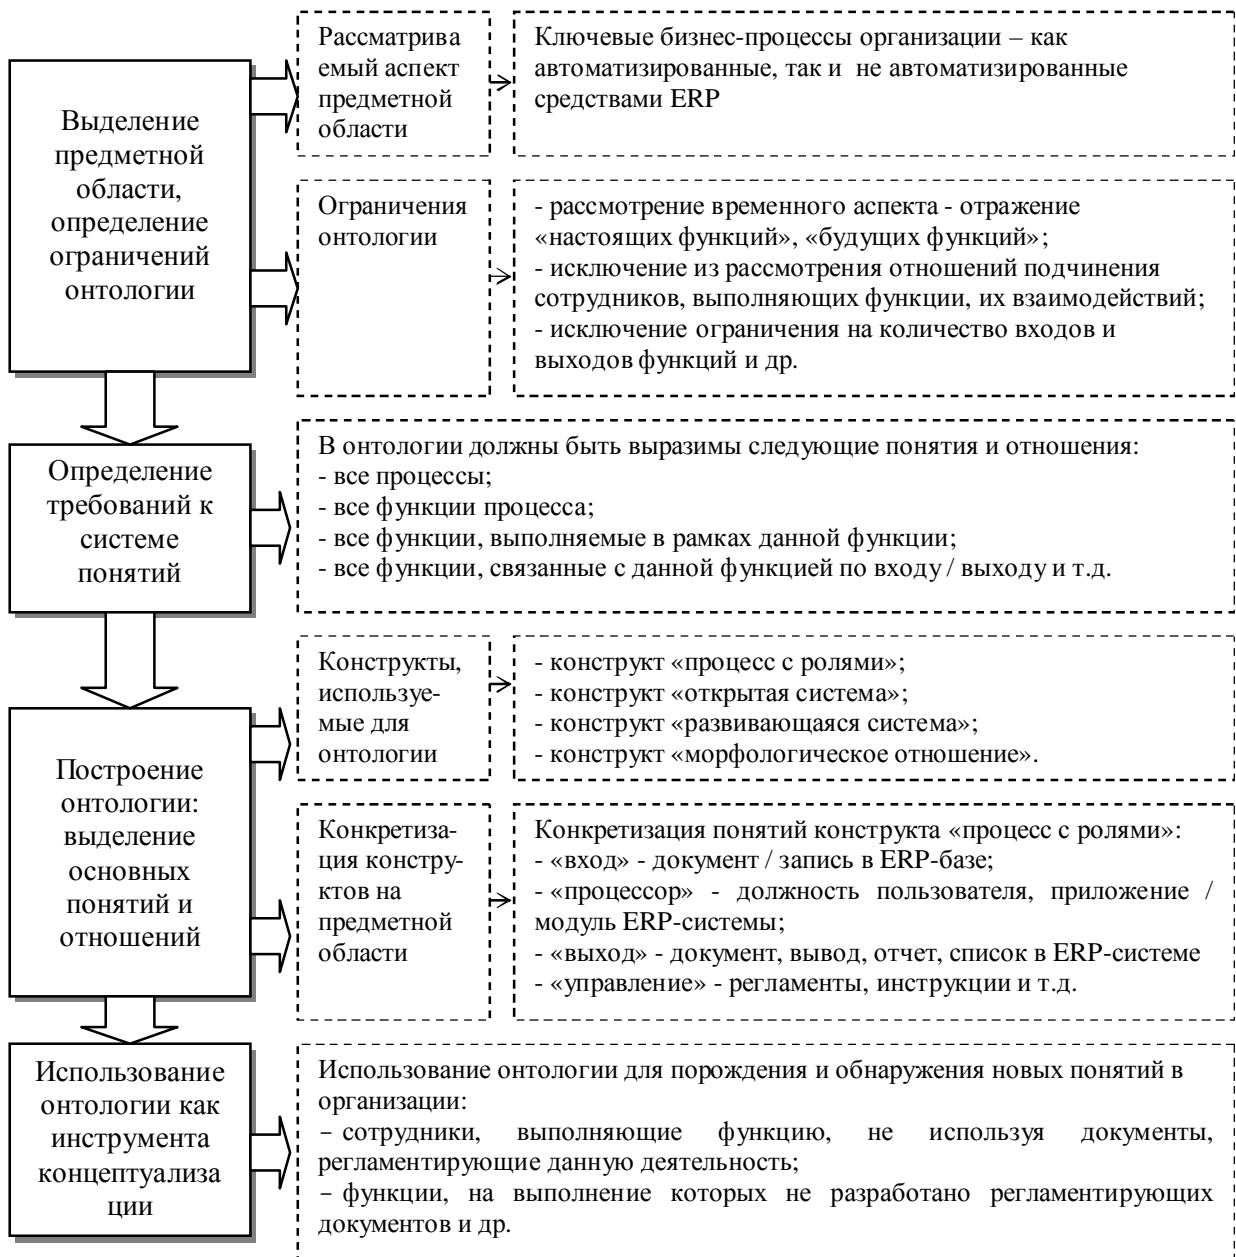 Выделение
предметной
области,
определение
ограничений
онтологии
Рассматрива
емый аспект
предметной
области
Ключевые бизнес-процессы организации – как
автоматизированные, так и не автоматизированные
средствами ERP
Ограничения
онтологии
- рассмотрение временного аспекта - отражение
«настоящих функций», «будущих функций»;
- исключение из рассмотрения отношений подчинения
сотрудников, выполняющих функции, их взаимодействий;
- исключение ограничения на количество входов и
выходов функций и др.
Определение
требований к
системе
понятий
В онтологии должны быть выразимы следующие понятия и отношения:
- все процессы;
- все функции процесса;
- все функции, выполняемые в рамках данной функции;
- все функции, связанные с данной функцией по входу / выходу и т.д.
Построение
онтологии:
выделение
основных
понятий и
отношений
Конструкты,
используе-
мые для
онтологии
- конструкт «процесс с ролями»;
- конструкт «открытая система»;
- конструкт «развивающаяся система»;
- конструкт «морфологическое отношение».
Конкретиза-
ция констру-
ктов на
предметной
области
Конкретизация понятий конструкта «процесс с ролями»:
- «вход» - документ / запись в ERP-базе;
- «процессор» - должность пользователя, приложение /
модуль ERP-системы;
- «выход» - документ, вывод, отчет, список в ERP-системе
- «управление» - регламенты, инструкции и т.д.
Использование
онтологии как
инструмента
концептуализа
ции
Использование онтологии для порождения и обнаружения новых понятий в
организации:
– сотрудники, выполняющие функцию, не используя документы,
регламентирующие данную деятельность;
– функции, на выполнение которых не разработано регламентирующих
документов и др.